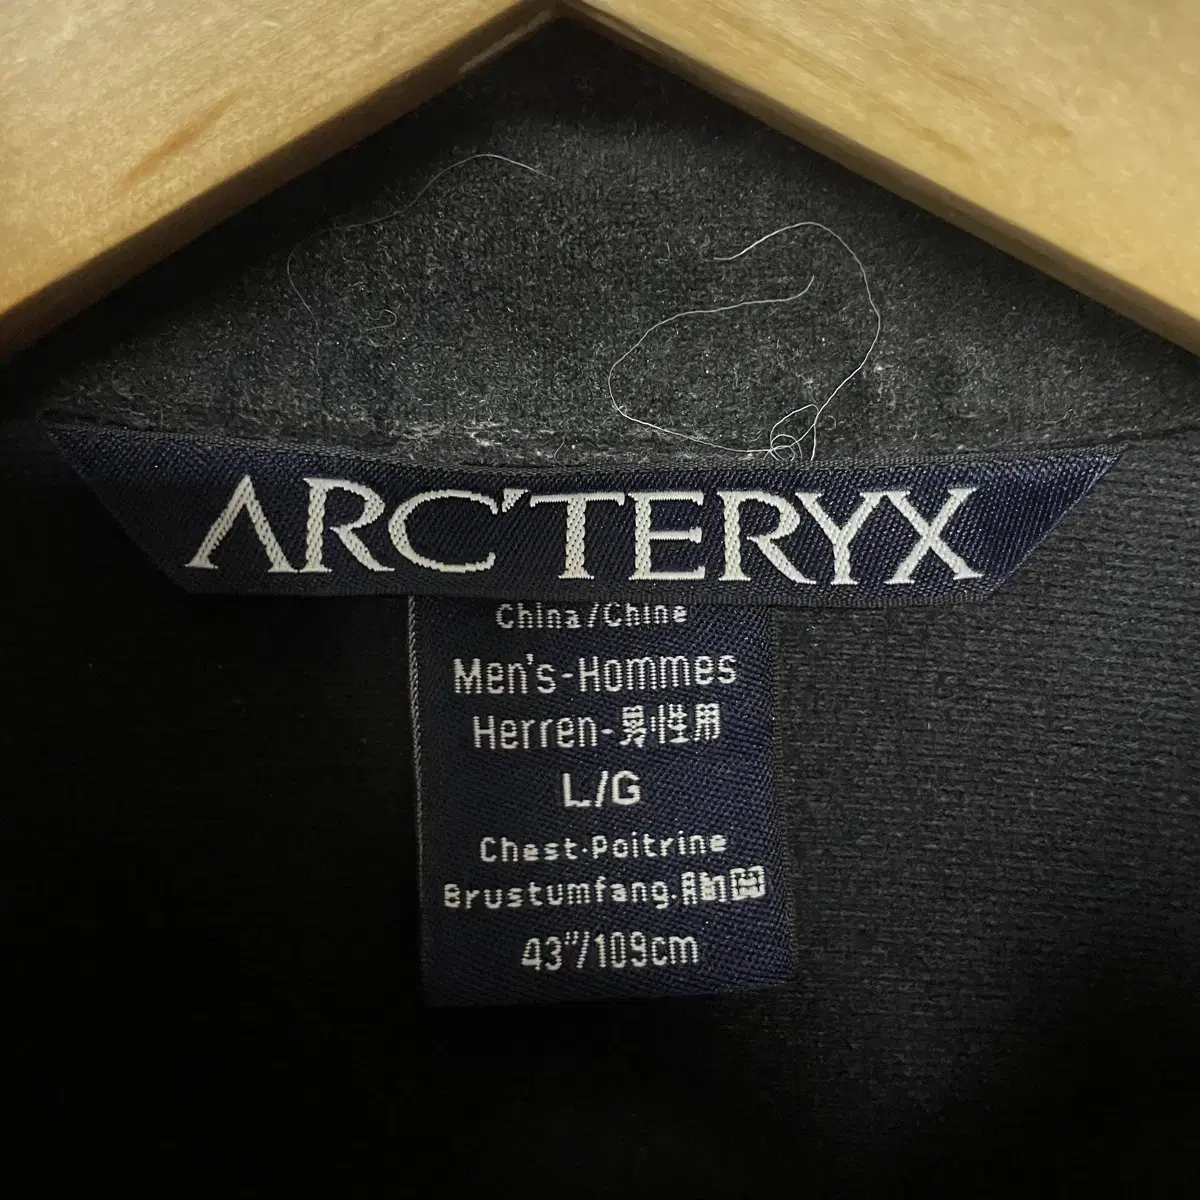 ARC'TERYX
China/Chine
Men's-Hommes
Herren-男性用
L/G
Chest·Poitrine
Brustumfang·胸囲
43"/109cm